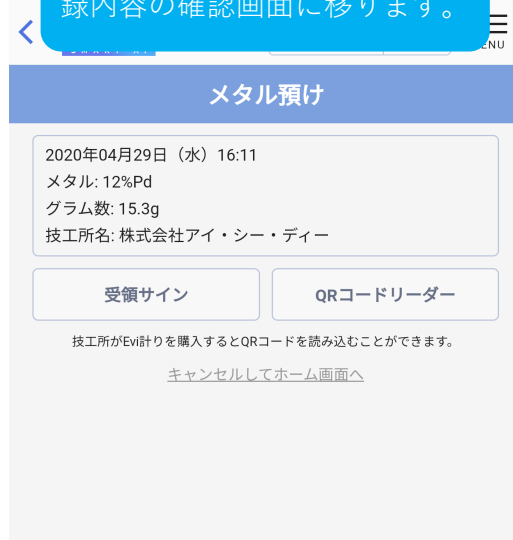 録内容の確認画面に移ります。
ENU
メタル預け
2020年04月29日（水）16:11
メタル: 12%Pd
グラム数: 15.3g
技工所名: 株式会社アイ・シー・ディー
受領サイン
QRコードリーダー
技工所がEvi計りを購入するとQRコードを読み込むことができます。
キャンセルしてホーム画面へ